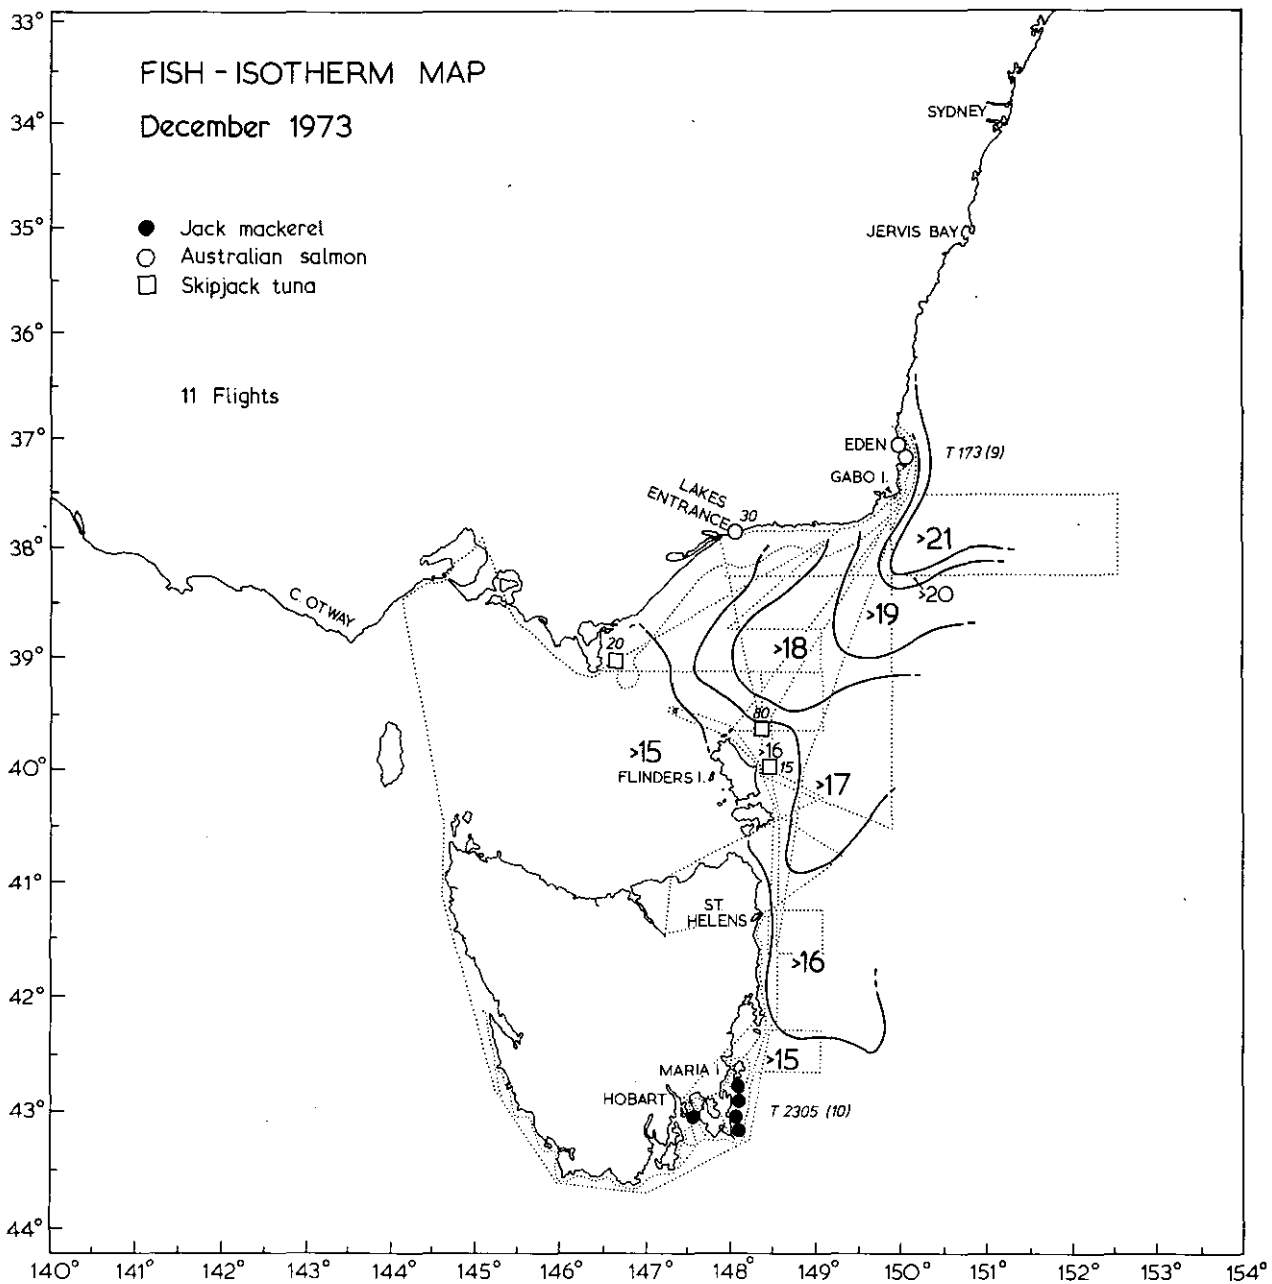 FISH - ISOTHERM MAP
December 1973
Jack mackerel
Australian salmon
Skipjack tuna
11 Flights
33°
34°
35°
36°
37°
38°
39°
40°
41°
42°
43°
44°
SYDNEY
JERVIS BAY
EDEN
T 173 (9)
GABO I.
LAKES
ENTRANCE
30
>21
>20
>19
C. OTWAY
>18
20
80
>15
>16
15
FLINDERS I.
>17
ST.
HELENS
>16
>15
MARIA I
HOBART
T 2305 (10)
140° 141° 142° 143° 144° 145° 146° 147° 148° 149° 150° 151° 152° 153° 154°